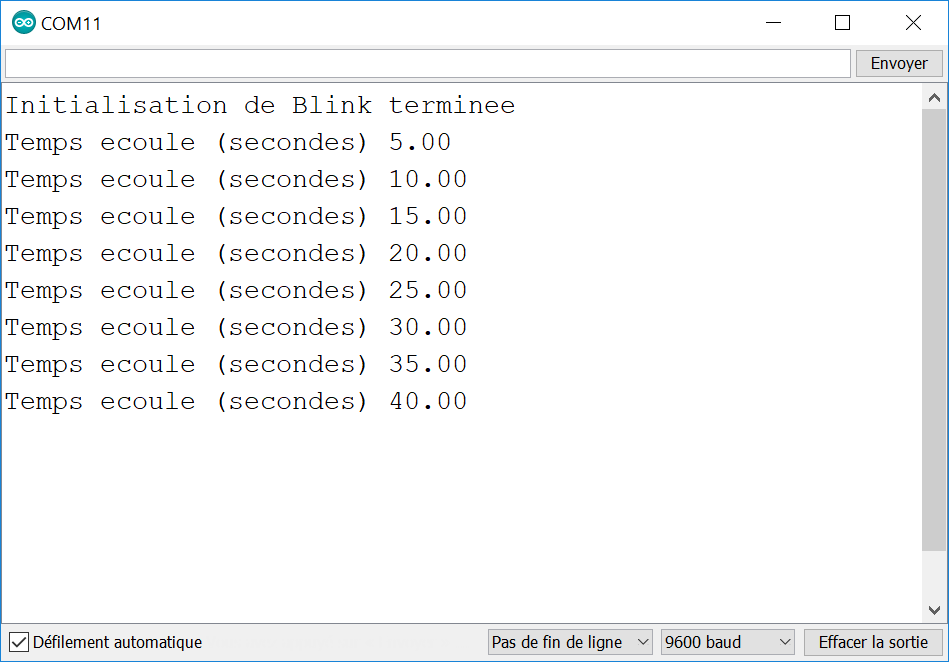 COM11
Envoyer
Initialisation de Blink terminee
Temps ecoule (secondes) 5.00
Temps ecoule (secondes) 10.00
Temps ecoule (secondes) 15.00
Temps ecoule (secondes) 20.00
Temps ecoule (secondes) 25.00
Temps ecoule (secondes) 30.00
Temps ecoule (secondes) 35.00
Temps ecoule (secondes) 40.00
Défilement automatique
Pas de fin de ligne
9600 baud
Effacer la sortie